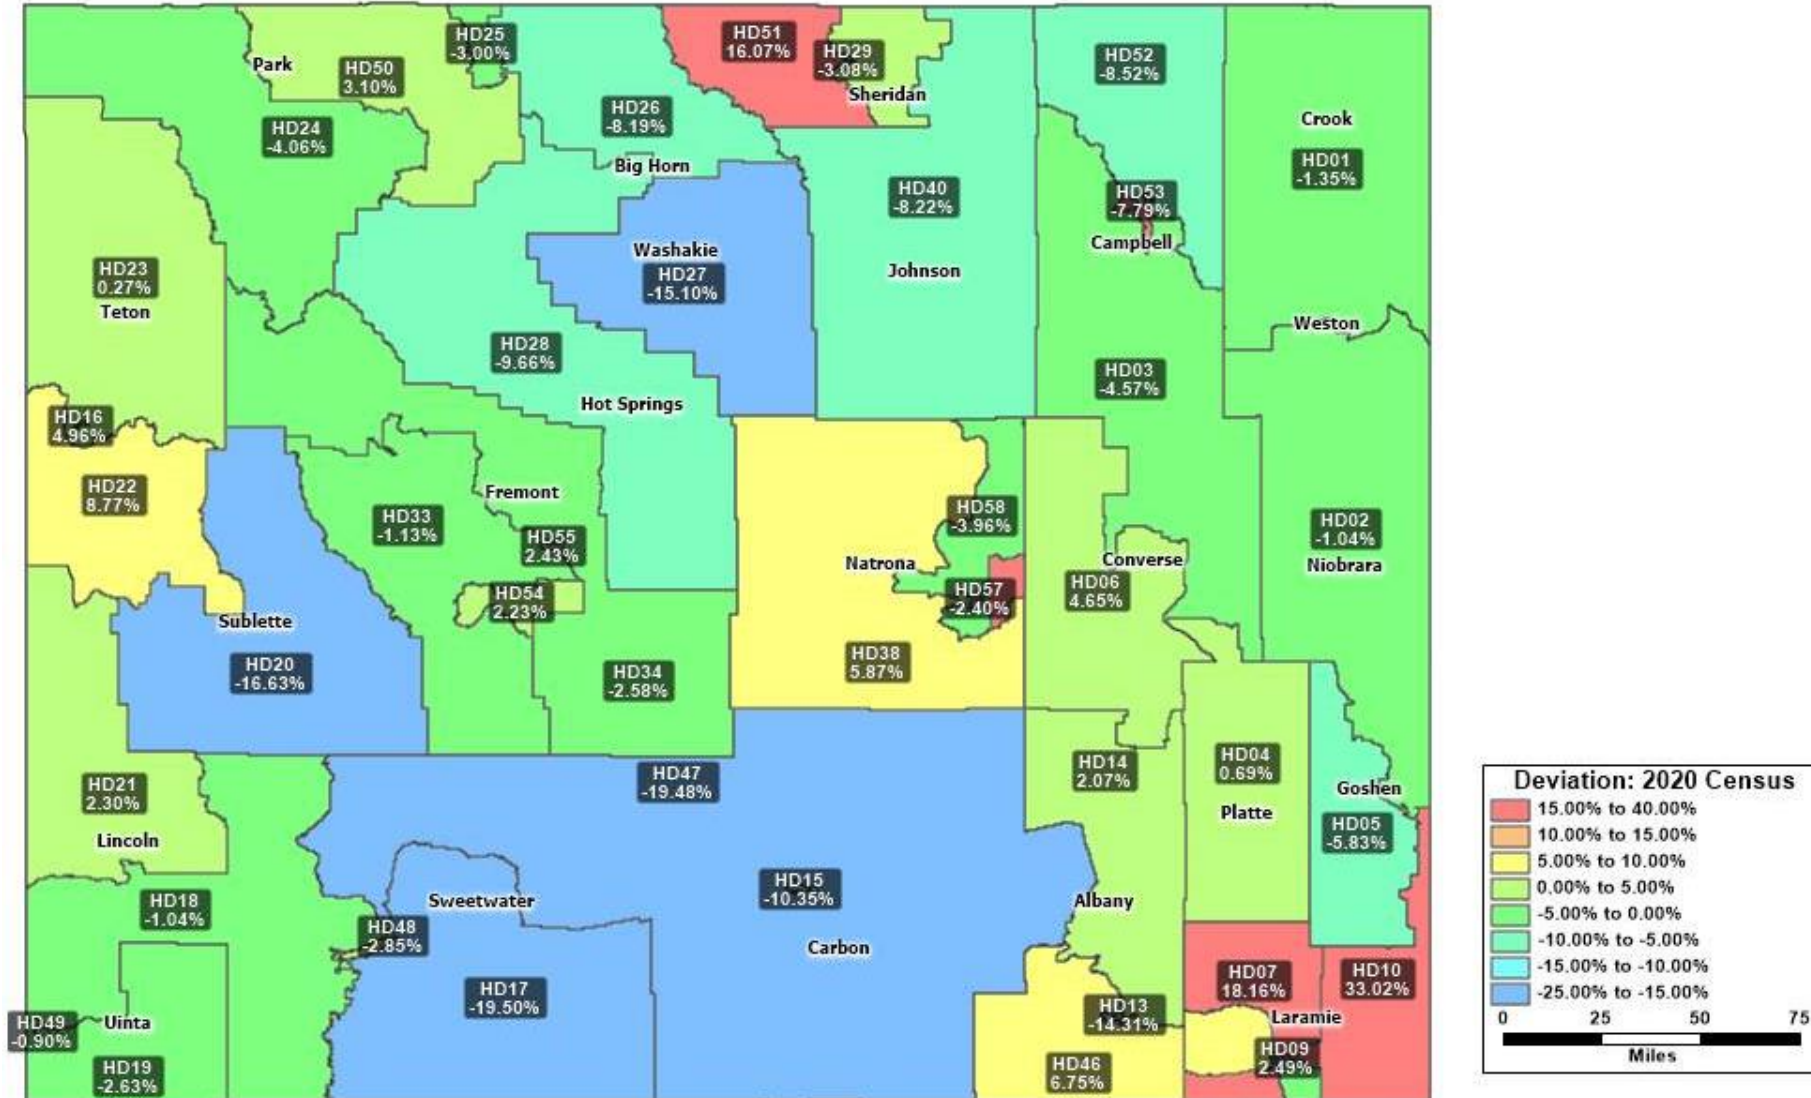 HD25
-3.00%
HD51
16.07%
HD29
-3.08%
Sheridan
HD52
-8.52%
Park
HD50
3.10%
HD26
-8.19%
Big Horn
Crook
HD01
-1.35%
HD24
-4.06%
HD40
-8.22%
Johnson
HD53
-7.79%
Campbell
HD23
0.27%
Teton
Washakie
HD27
-15.10%
HD28
-9.66%
Weston
HD03
-4.57%
Hot Springs
HD16
4.96%
HD22
8.77%
HD33
-1.13%
Fremont
HD55
2.43%
HD54
2.23%
HD58
-3.96%
Natrona
HD57
-2.40%
Converse
HD06
4.65%
HD02
-1.04%
Niobrara
Sublette
HD20
-16.63%
HD34
-2.58%
HD38
5.87%
HD21
2.30%
Lincoln
HD47
-19.48%
HD14
2.07%
HD04
0.69%
Platte
Goshen
HD05
-5.83%
HD18
-1.04%
Sweetwater
HD48
-2.85%
HD15
-10.35%
Carbon
Albany
HD17
-19.50%
HD07
18.16%
HD10
33.02%
Laramie
HD13
-14.31%
HD49
-0.90%
Uinta
HD19
-2.63%
HD46
6.75%
HD09
2.49%
Deviation: 2020 Census
15.00% to 40.00%
10.00% to 15.00%
5.00% to 10.00%
0.00% to 5.00%
-5.00% to 0.00%
-10.00% to -5.00%
-15.00% to -10.00%
-25.00% to -15.00%
0 25 50 75
Miles